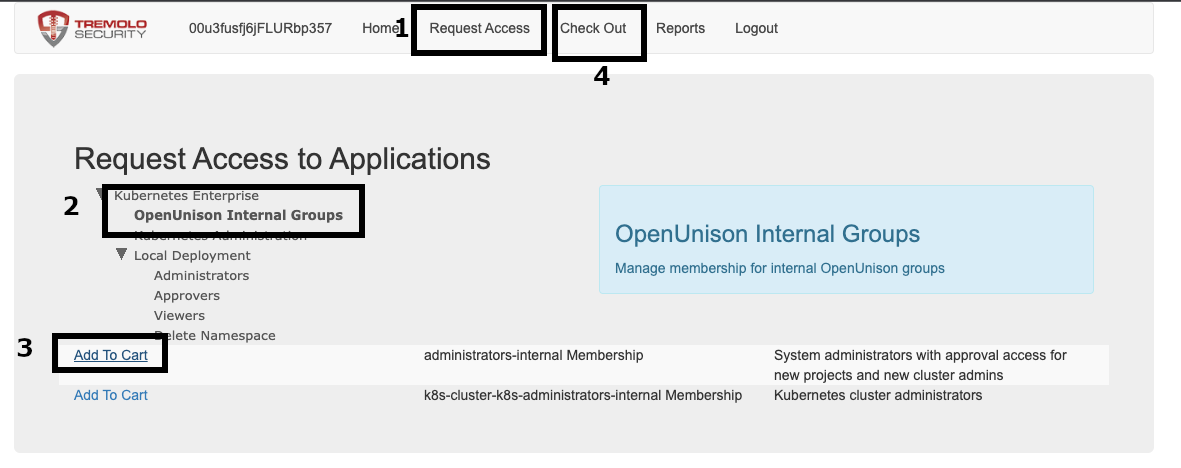 TREMOLO
SECURITY
00u3fusfj6jFLURbp357 Home Request Access Check Out Reports Logout
1
4
Request Access to Applications
2
Kubernetes Enterprise
OpenUnison Internal Groups
Kubernetes Administration
Local Deployment
Administrators
Approvers
Viewers
Delete Namespace
OpenUnison Internal Groups
Manage membership for internal OpenUnison groups
3
Add To Cart administrators-internal Membership System administrators with approval access for
new projects and new cluster admins
Add To Cart k8s-cluster-k8s-administrators-internal Membership Kubernetes cluster administrators